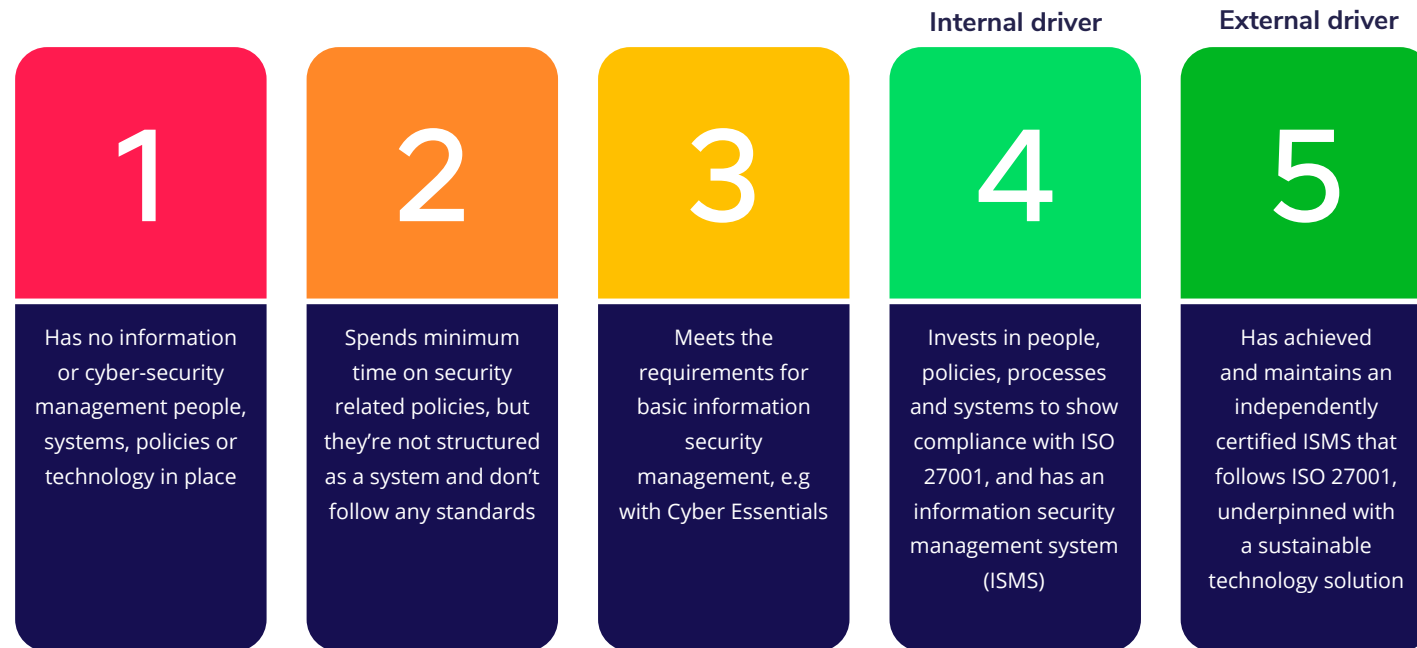 Internal driver
External driver
1
Has no information
or cyber-security
management people,
systems, policies or
technology in place
2
Spends minimum
time on security
related policies, but
they’re not structured
as a system and don’t
follow any standards
3
Meets the
requirements for
basic information
security
management, e.g
with Cyber Essentials
4
Invests in people,
policies, processes
and systems to show
compliance with ISO
27001, and has an
information security
management system
(ISMS)
5
Has achieved
and maintains an
independently
certified ISMS that
follows ISO 27001,
underpinned with
a sustainable
technology solution